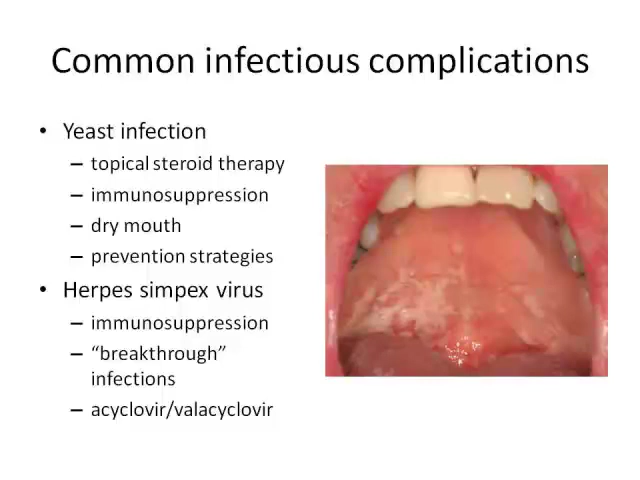 Common infectious complications
• Yeast infection
– topical steroid therapy
– immunosuppression
– dry mouth
– prevention strategies
• Herpes simpex virus
– immunosuppression
– “breakthrough”
infections
– acyclovir/valacyclovir